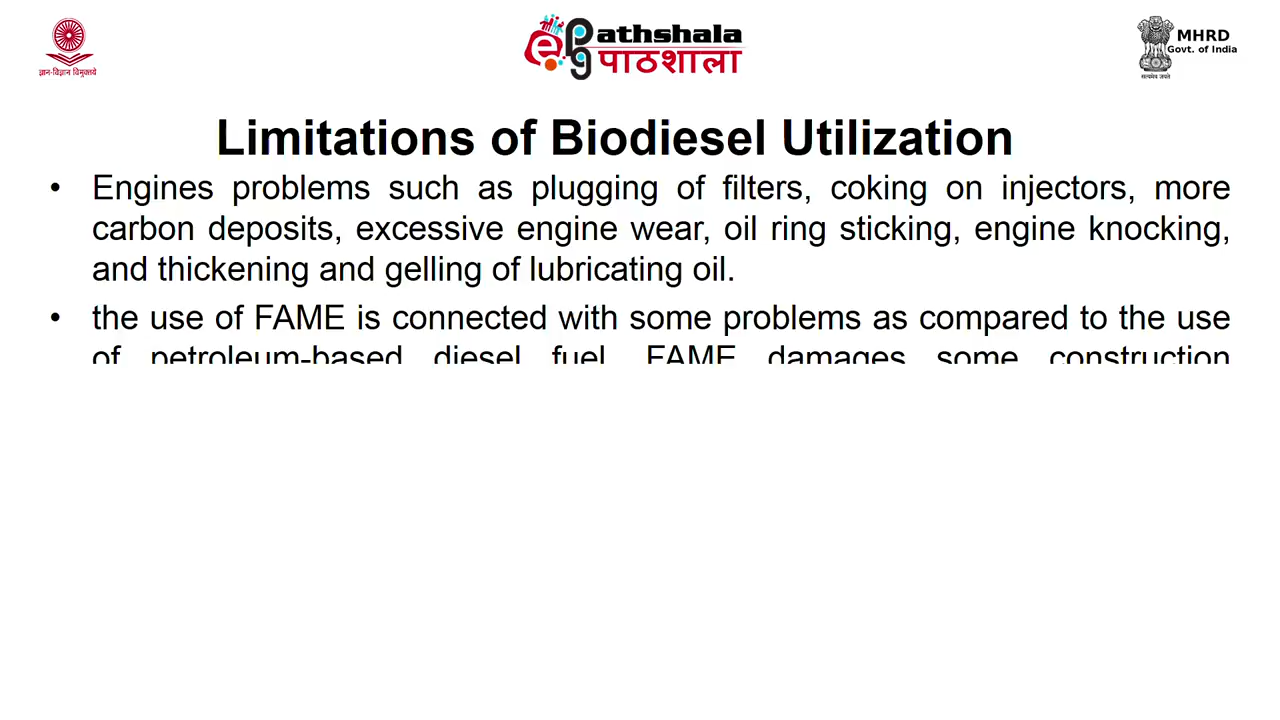 ज्ञान-विज्ञान विमुक्तये
e PG athshala
पाठशाला
MHRD
Govt. of India
सत्यमेव जयते
Limitations of Biodiesel Utilization
• Engines problems such as plugging of filters, coking on injectors, more
carbon deposits, excessive engine wear, oil ring sticking, engine knocking,
and thickening and gelling of lubricating oil.
• the use of FAME is connected with some problems as compared to the use
of petroleum-based diesel fuel. FAME damages some construction